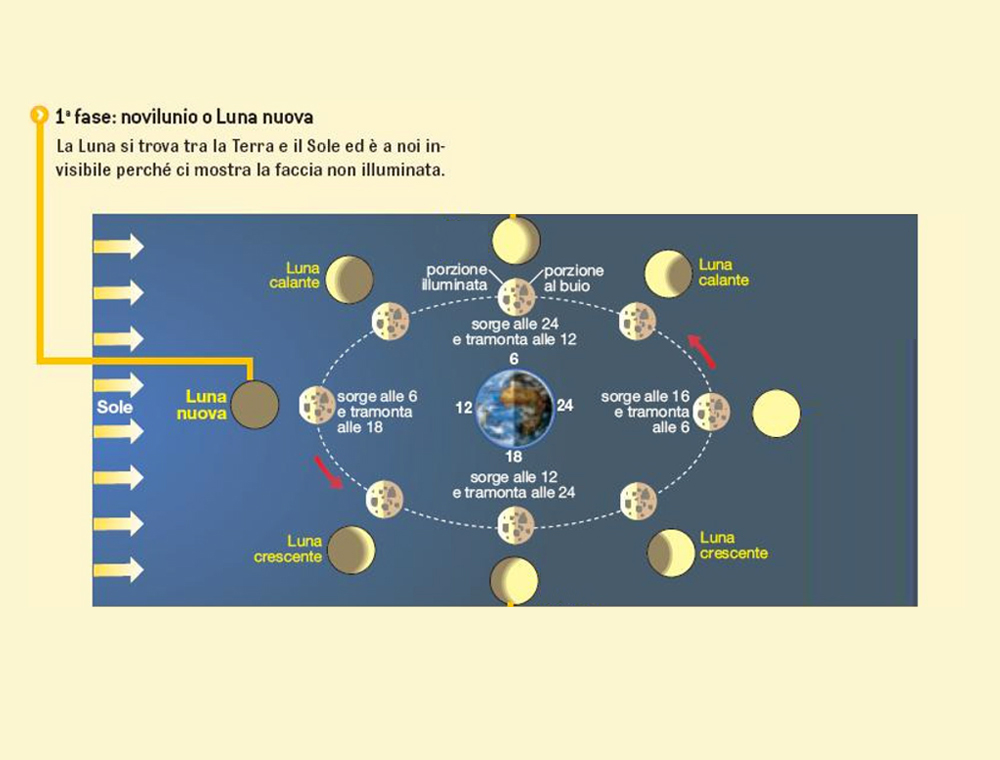 1ª fase: novilunio o Luna nuova
La Luna si trova tra la Terra e il Sole ed è a noi in-
visibile perché ci mostra la faccia non illuminata.
Luna
calante
porzione
illuminata
porzione
al buio
Luna
calante
sorge alle 24
e tramonta alle 12
6
Sole
Luna
nuova
sorge alle 6
e tramonta
alle 18
12
24
sorge alle 16
e tramonta
alle 6
18
sorge alle 12
e tramonta alle 24
Luna
crescente
Luna
crescente